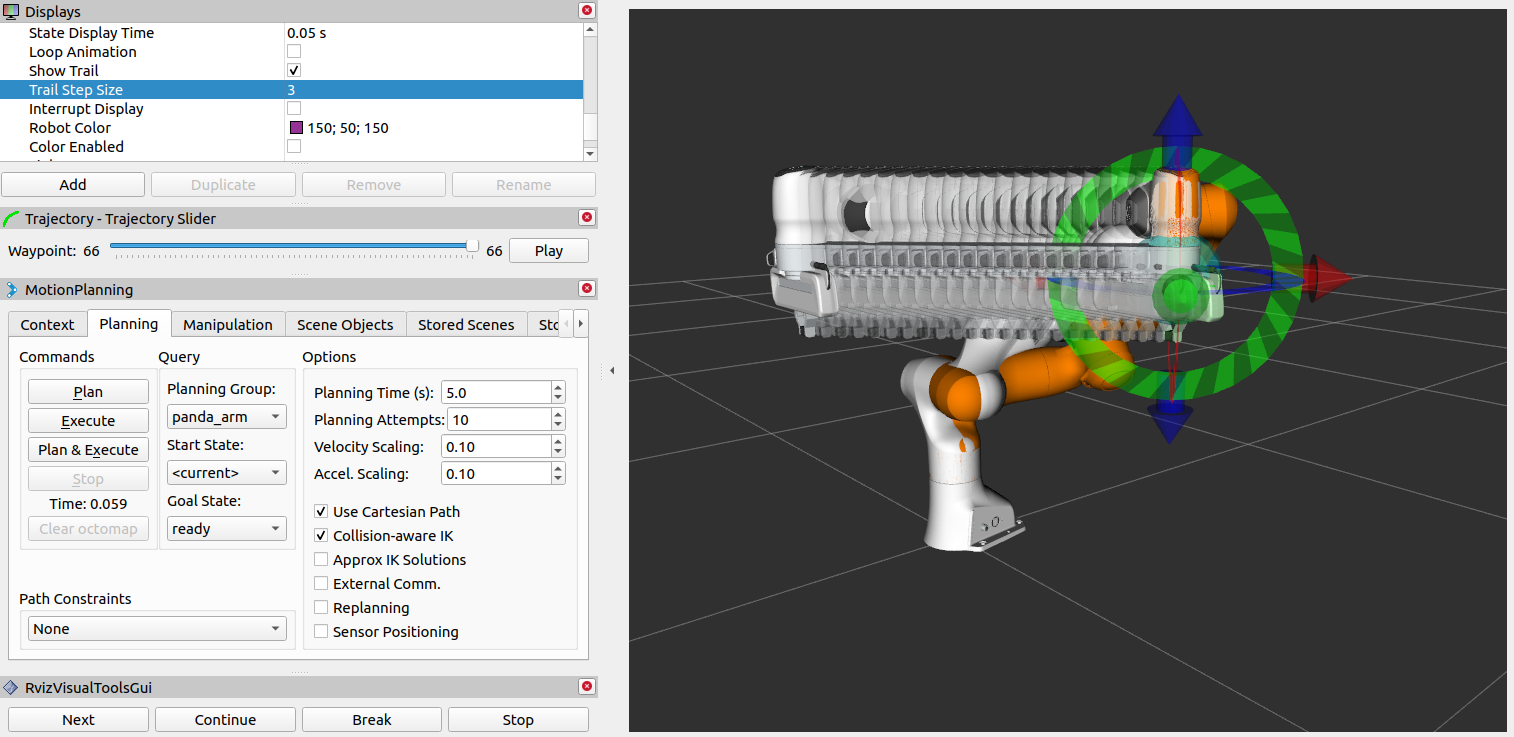 Displays
State Display Time 0.05 s
Loop Animation
Show Trail
Trail Step Size 3
Interrupt Display
Robot Color 150; 50; 150
Color Enabled
Add Duplicate Remove Rename
Trajectory - Trajectory Slider
Waypoint: 66 66 Play
MotionPlanning
Context Planning Manipulation Scene Objects Stored Scenes Sto
Commands
Plan
Execute
Plan & Execute
Stop
Time: 0.059
Clear octomap
Query
Planning Group:
panda_arm
Start State:
<current>
Goal State:
ready
Options
Planning Time (s): 5.0
Planning Attempts: 10
Velocity Scaling: 0.10
Accel. Scaling: 0.10
Use Cartesian Path
Collision-aware IK
Approx IK Solutions
External Comm.
Replanning
Sensor Positioning
Path Constraints
None
RvizVisualToolsGui
Next Continue Break Stop